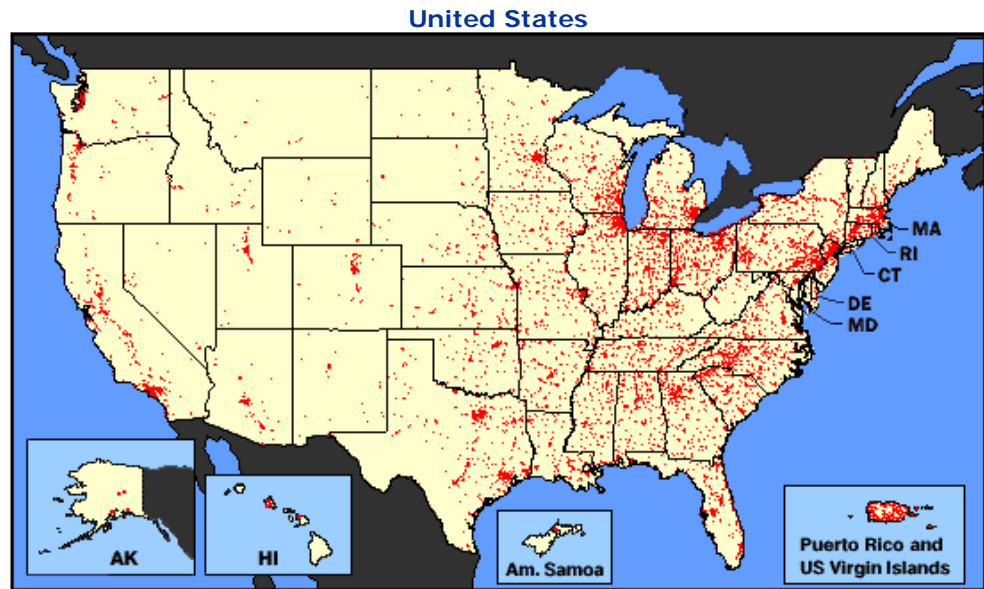 United States
MA
RI
CT
DE
MD
AK
HI
Am. Samoa
Puerto Rico and
US Virgin Islands